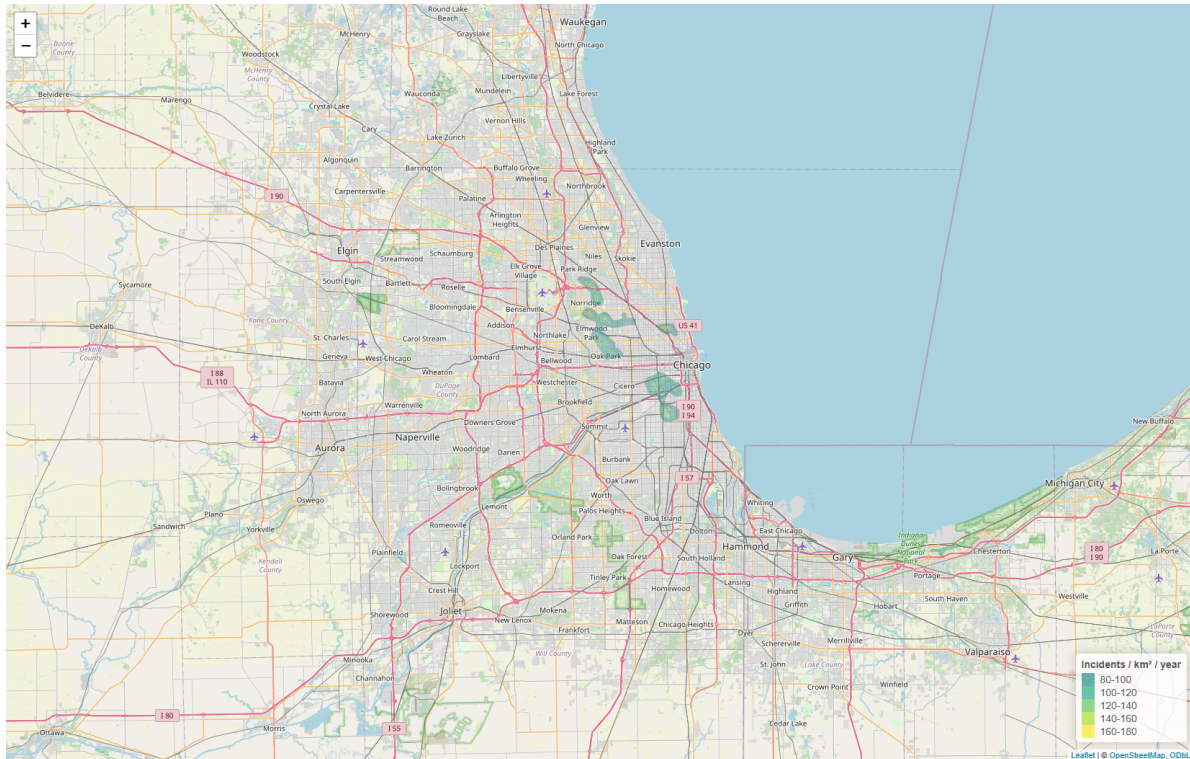 +
−
Round Lake
Beach
Waukegan
McHenry
Grayslake
North Chicago
Boone
County
Woodstock
McHenry
County
Libertyville
Belvidere
Marengo
Wauconda
Mundelein
Lake Forest
Crystal Lake
Vernon Hills
Cary
Lake Zurich
Highland
Park
Algonquin
Barrington
Buffalo Grove
Wheeling
Northbrook
I 90
Carpentersville
Palatine
Arlington
Heights
Glenview
Elgin
Streamwood
Schaumburg
Des Plaines
Niles
Evanston
Skokie
Elk Grove
Village
Park Ridge
Sycamore
South Elgin
Bartlett
Roselle
Norridge
Bloomingdale
Bensenville
Kane County
DeKalb
DeKalb
County
St. Charles
Addison
Elmwood
Park
US 41
Northlake
Carol Stream
Geneva
West Chicago
Lombard
Elmhurst
Oak Park
Bellwood
Chicago
I 88
IL 110
Batavia
Wheaton
DuPage
County
Westchester
Cicero
Brookfield
Warrenville
North Aurora
I 90
I 94
Downers Grove
Summit
New Buffalo
Aurora
Naperville
Woodridge
Darien
Burbank
Oak Lawn
I 57
Michigan City
Bolingbrook
Worth
Oswego
Lemont
Palos Heights
Whiting
Plano
Sandwich
Yorkville
Romeoville
Blue Island
Dolton
East Chicago
Orland Park
Indiana
Dunes
National
Park
Hammond
Plainfield
Oak Forest
South Holland
Gary
Chesterton
I 80
I 90
La Porte
Kendall
County
Lockport
Tinley Park
Lansing
Portage
Crest Hill
Homewood
Highland
Westville
Griffith
South Haven
Hobart
Joliet
Shorewood
New Lenox
Mokena
Matteson
Chicago Heights
Frankfort
Dyer
LaPorte
County
Schererville
Merrillville
Valparaiso
Will County
Minooka
St. John
Lake County
Channahon
Crown Point
Winfield
I 80
Cedar Lake
I 55
Morris
Ottawa
Incidents / km² / year
80-100
100-120
120-140
140-160
160-180
Leaflet | © OpenStreetMap, ODbL